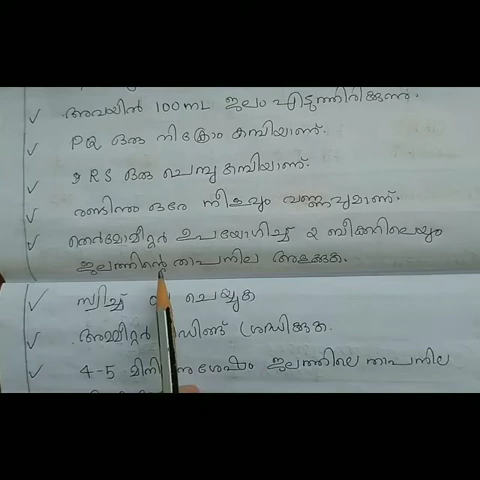 അവയിൽ 100mL ജലം എടുത്തിരിക്കുന്നു.
PQ ഒരു നിക്രോം കമ്പിയാണ്.
RS ഒരു ചെമ്പു കമ്പിയാണ്.
രണ്ടിനും ഒരേ നീളവും വണ്ണവുമാണ്.
തെർമോമീറ്റർ ഉപയോഗിച്ച് 2 ബീക്കറിലെയും
ജലത്തിന്റെ താപനില അളക്കുക.
സ്വിച്ച് ചെയ്യുക
അമ്മീറ്റർ റീഡിങ്ങ് ശ്രദ്ധിക്കുക.
4-5 ശേഷം ജലത്തിലെ താപനില